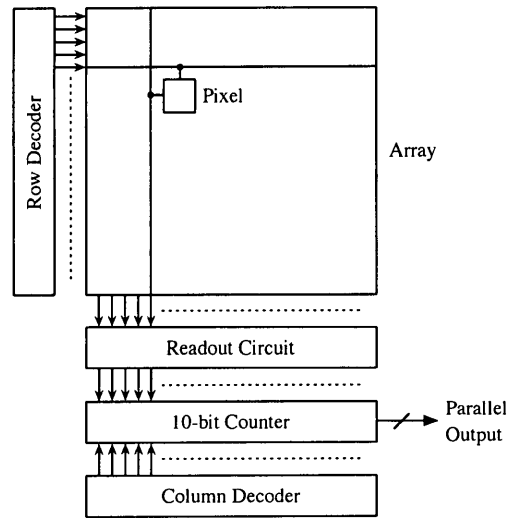 Row Decoder
Pixel
Array
Readout Circuit
10-bit Counter
Parallel
Output
Column Decoder